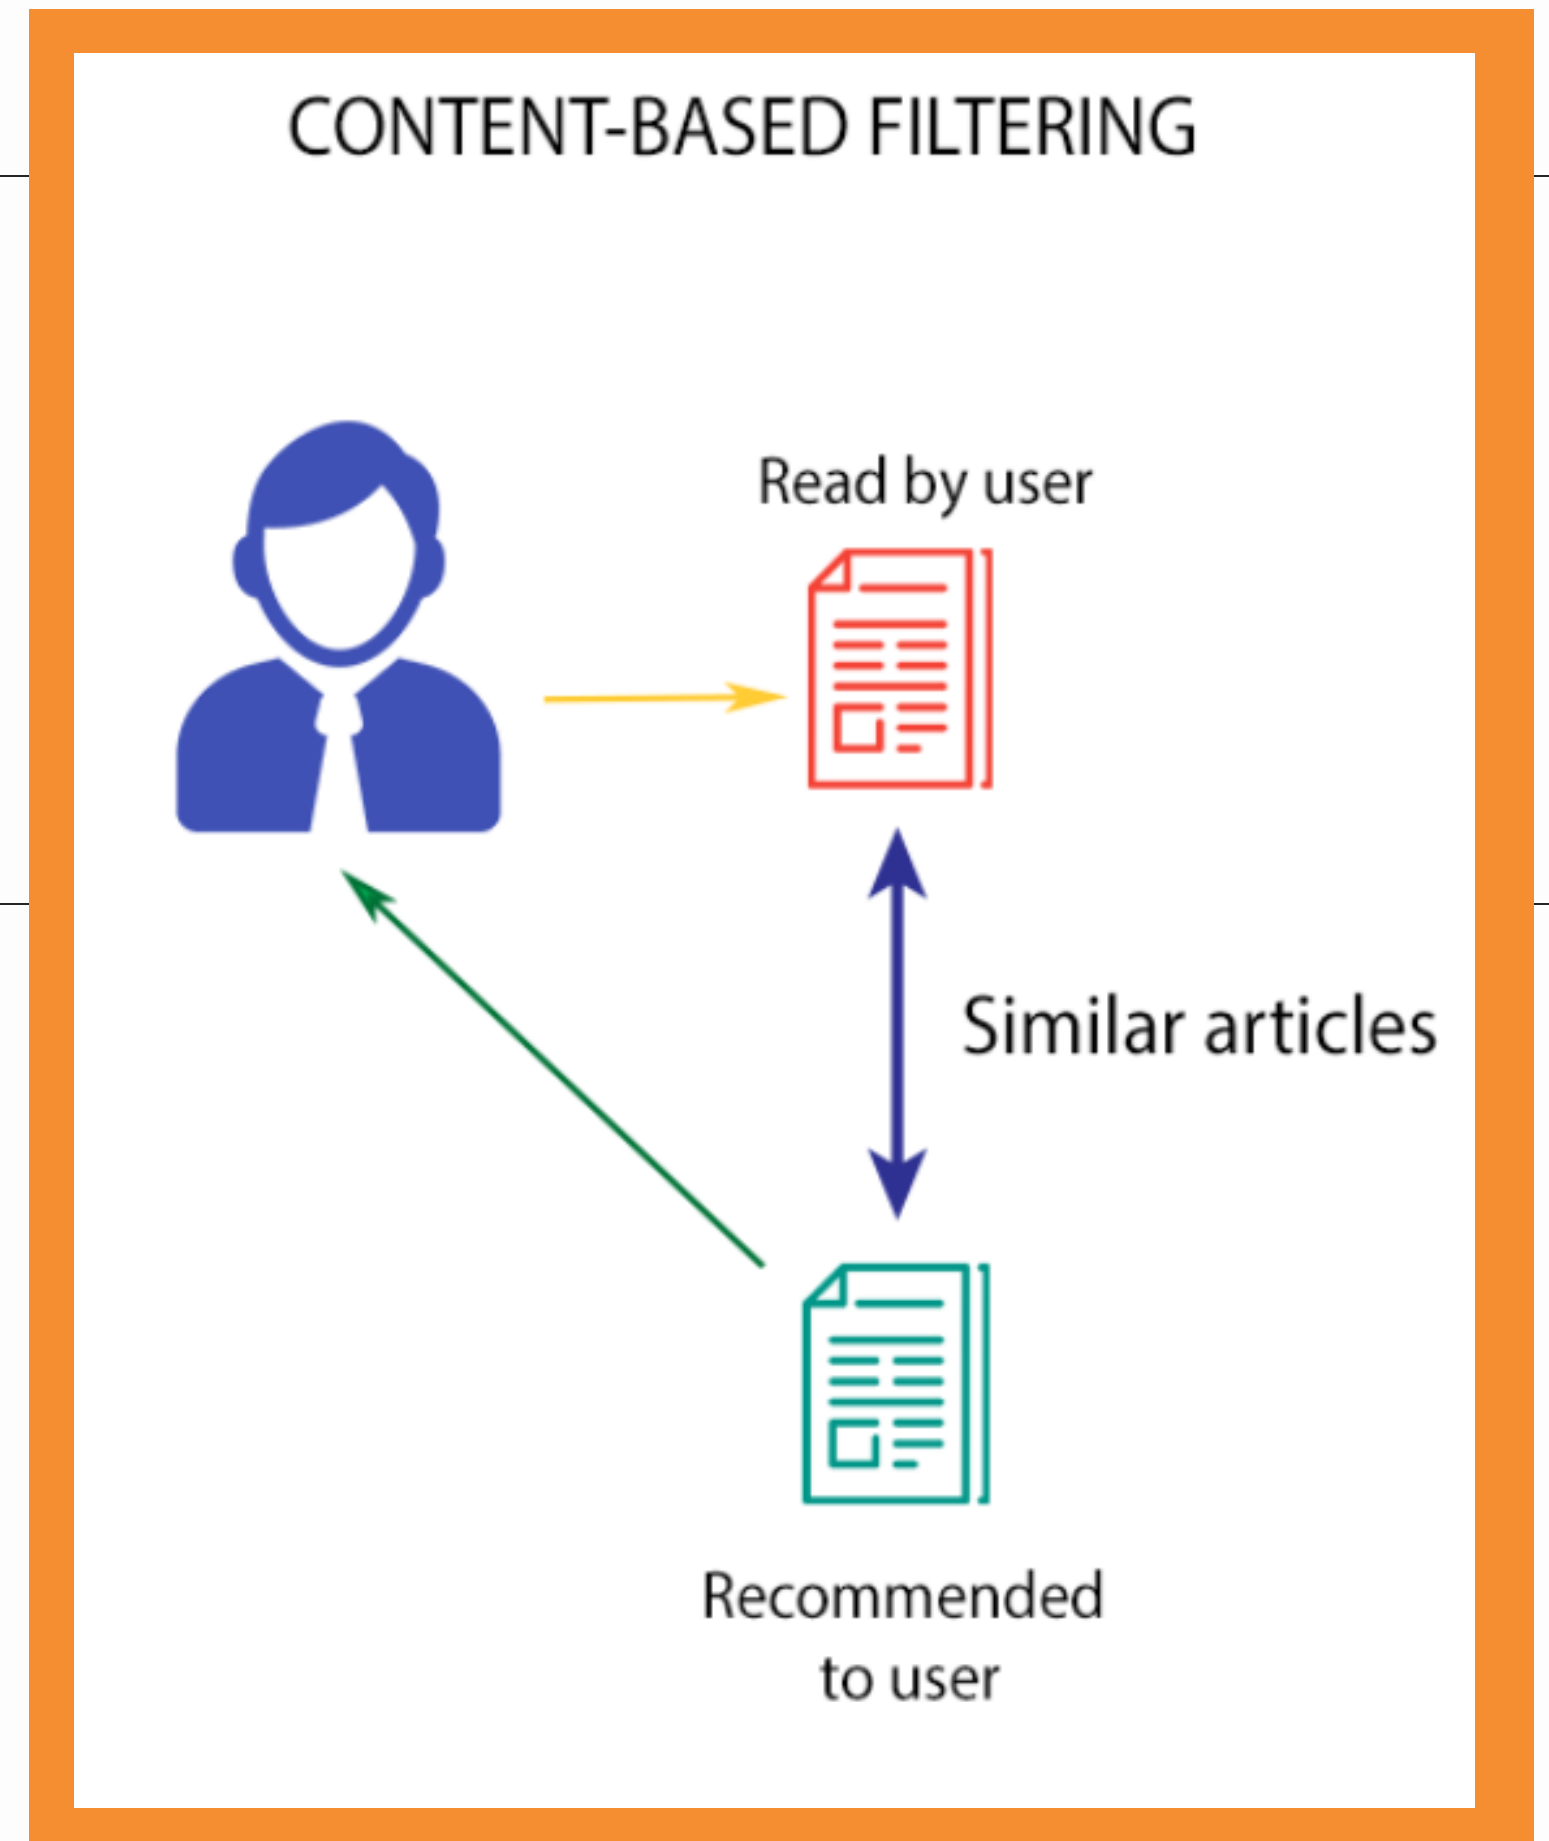 CONTENT-BASED FILTERING
Read by user
Similar articles
Recommended
to user